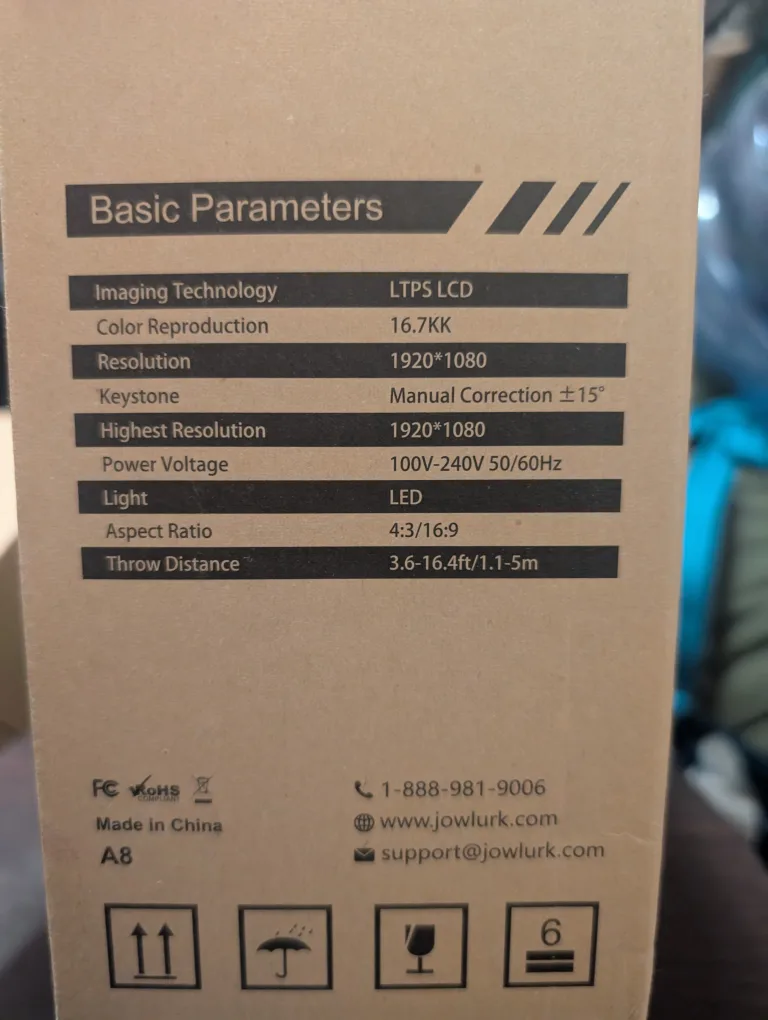 Basic Parameters
Imaging Technology LTPS LCD
Color Reproduction 16.7KK
Resolution 1920*1080
Keystone Manual Correction ±15°
Highest Resolution 1920*1080
Power Voltage 100V-240V 50/60Hz
Light LED
Aspect Ratio 4:3/16:9
Throw Distance 3.6-16.4ft/1.1-5m
FC RoHS
COMPLIANT
1-888-981-9006
Made in China www.jowlurk.com
A8 support@jowlurk.com
6